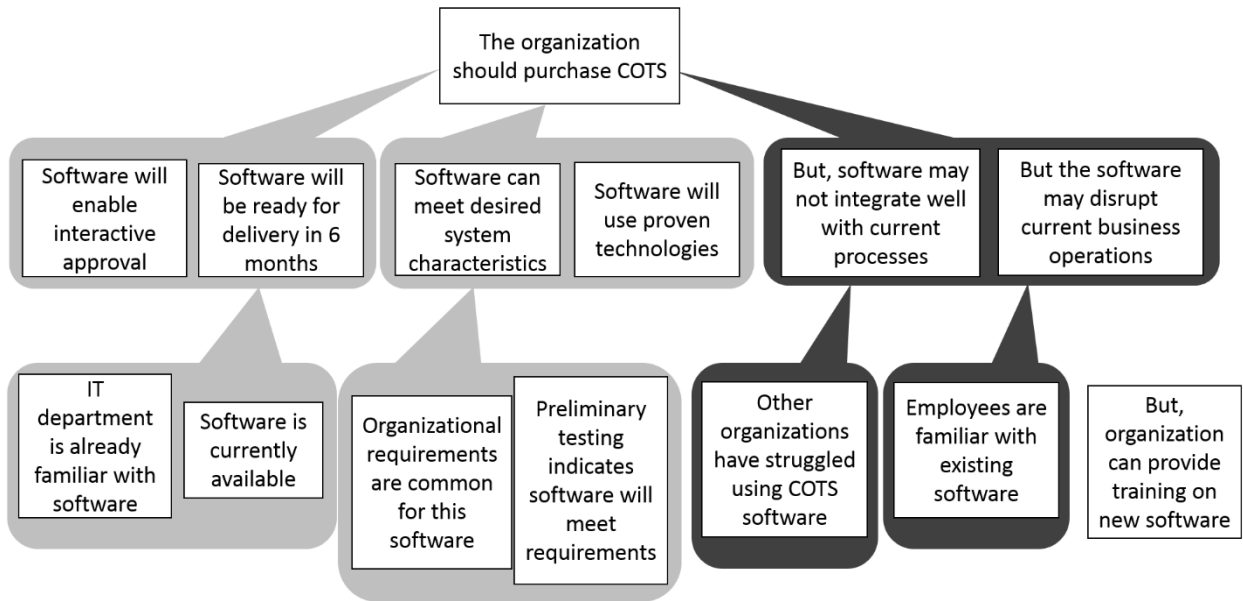 The organization
should purchase COTS
Software will
enable
interactive
approval
Software will
be ready for
delivery in 6
months
Software can
meet desired
system
characteristics
Software will
use proven
technologies
But, software may
not integrate well
with current
processes
But the software
may disrupt
current business
operations
IT
department
is already
familiar with
software
Software is
currently
available
Organizational
requirements
are common
for this
software
Preliminary
testing
indicates
software will
meet
requirements
Other
organizations
have struggled
using COTS
software
Employees are
familiar with
existing
software
But,
organization
can provide
training on
new software